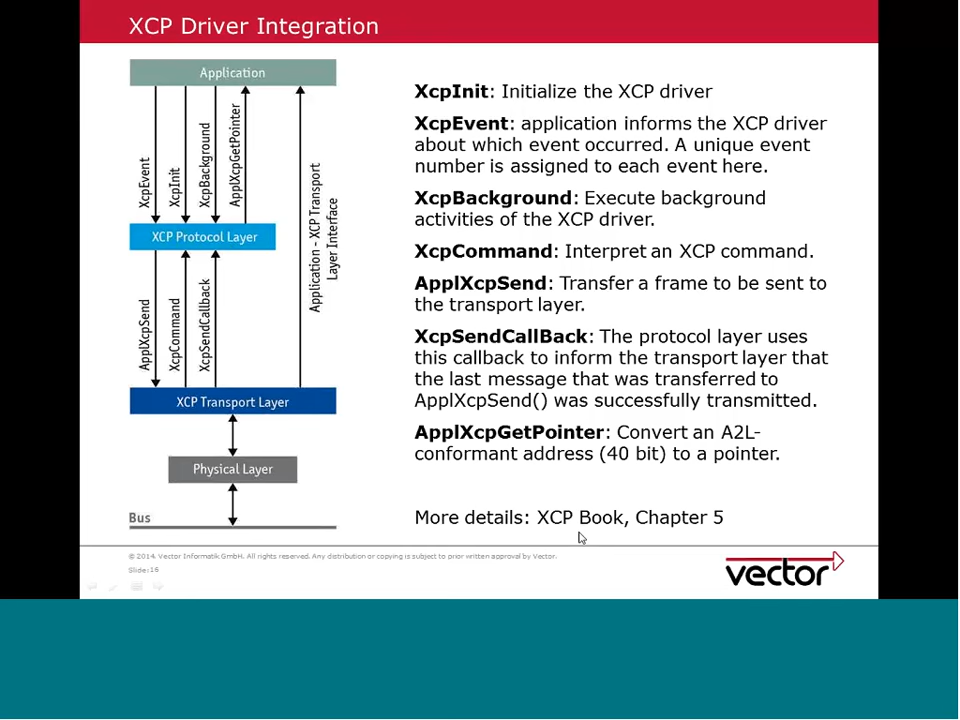 XCP Driver Integration
Application
XcpEvent
XcpInit
XcpBackground
ApplXcpGetPointer
Application - XCP Transport
Layer Interface
XCP Protocol Layer
ApplXcpSend
XcpCommand
XcpSendCallback
XCP Transport Layer
Physical Layer
Bus
XcpInit: Initialize the XCP driver
XcpEvent: application informs the XCP driver
about which event occurred. A unique event
number is assigned to each event here.
XcpBackground: Execute background
activities of the XCP driver.
XcpCommand: Interpret an XCP command.
ApplXcpSend: Transfer a frame to be sent to
the transport layer.
XcpSendCallBack: The protocol layer uses
this callback to inform the transport layer that
the last message that was transferred to
ApplXcpSend() was successfully transmitted.
ApplXcpGetPointer: Convert an A2L-
conformant address (40 bit) to a pointer.
More details: XCP Book, Chapter 5
© 2014. Vector Informatik GmbH. All rights reserved. Any distribution or copying is subject to prior written approval by Vector.
Slide:16
vector